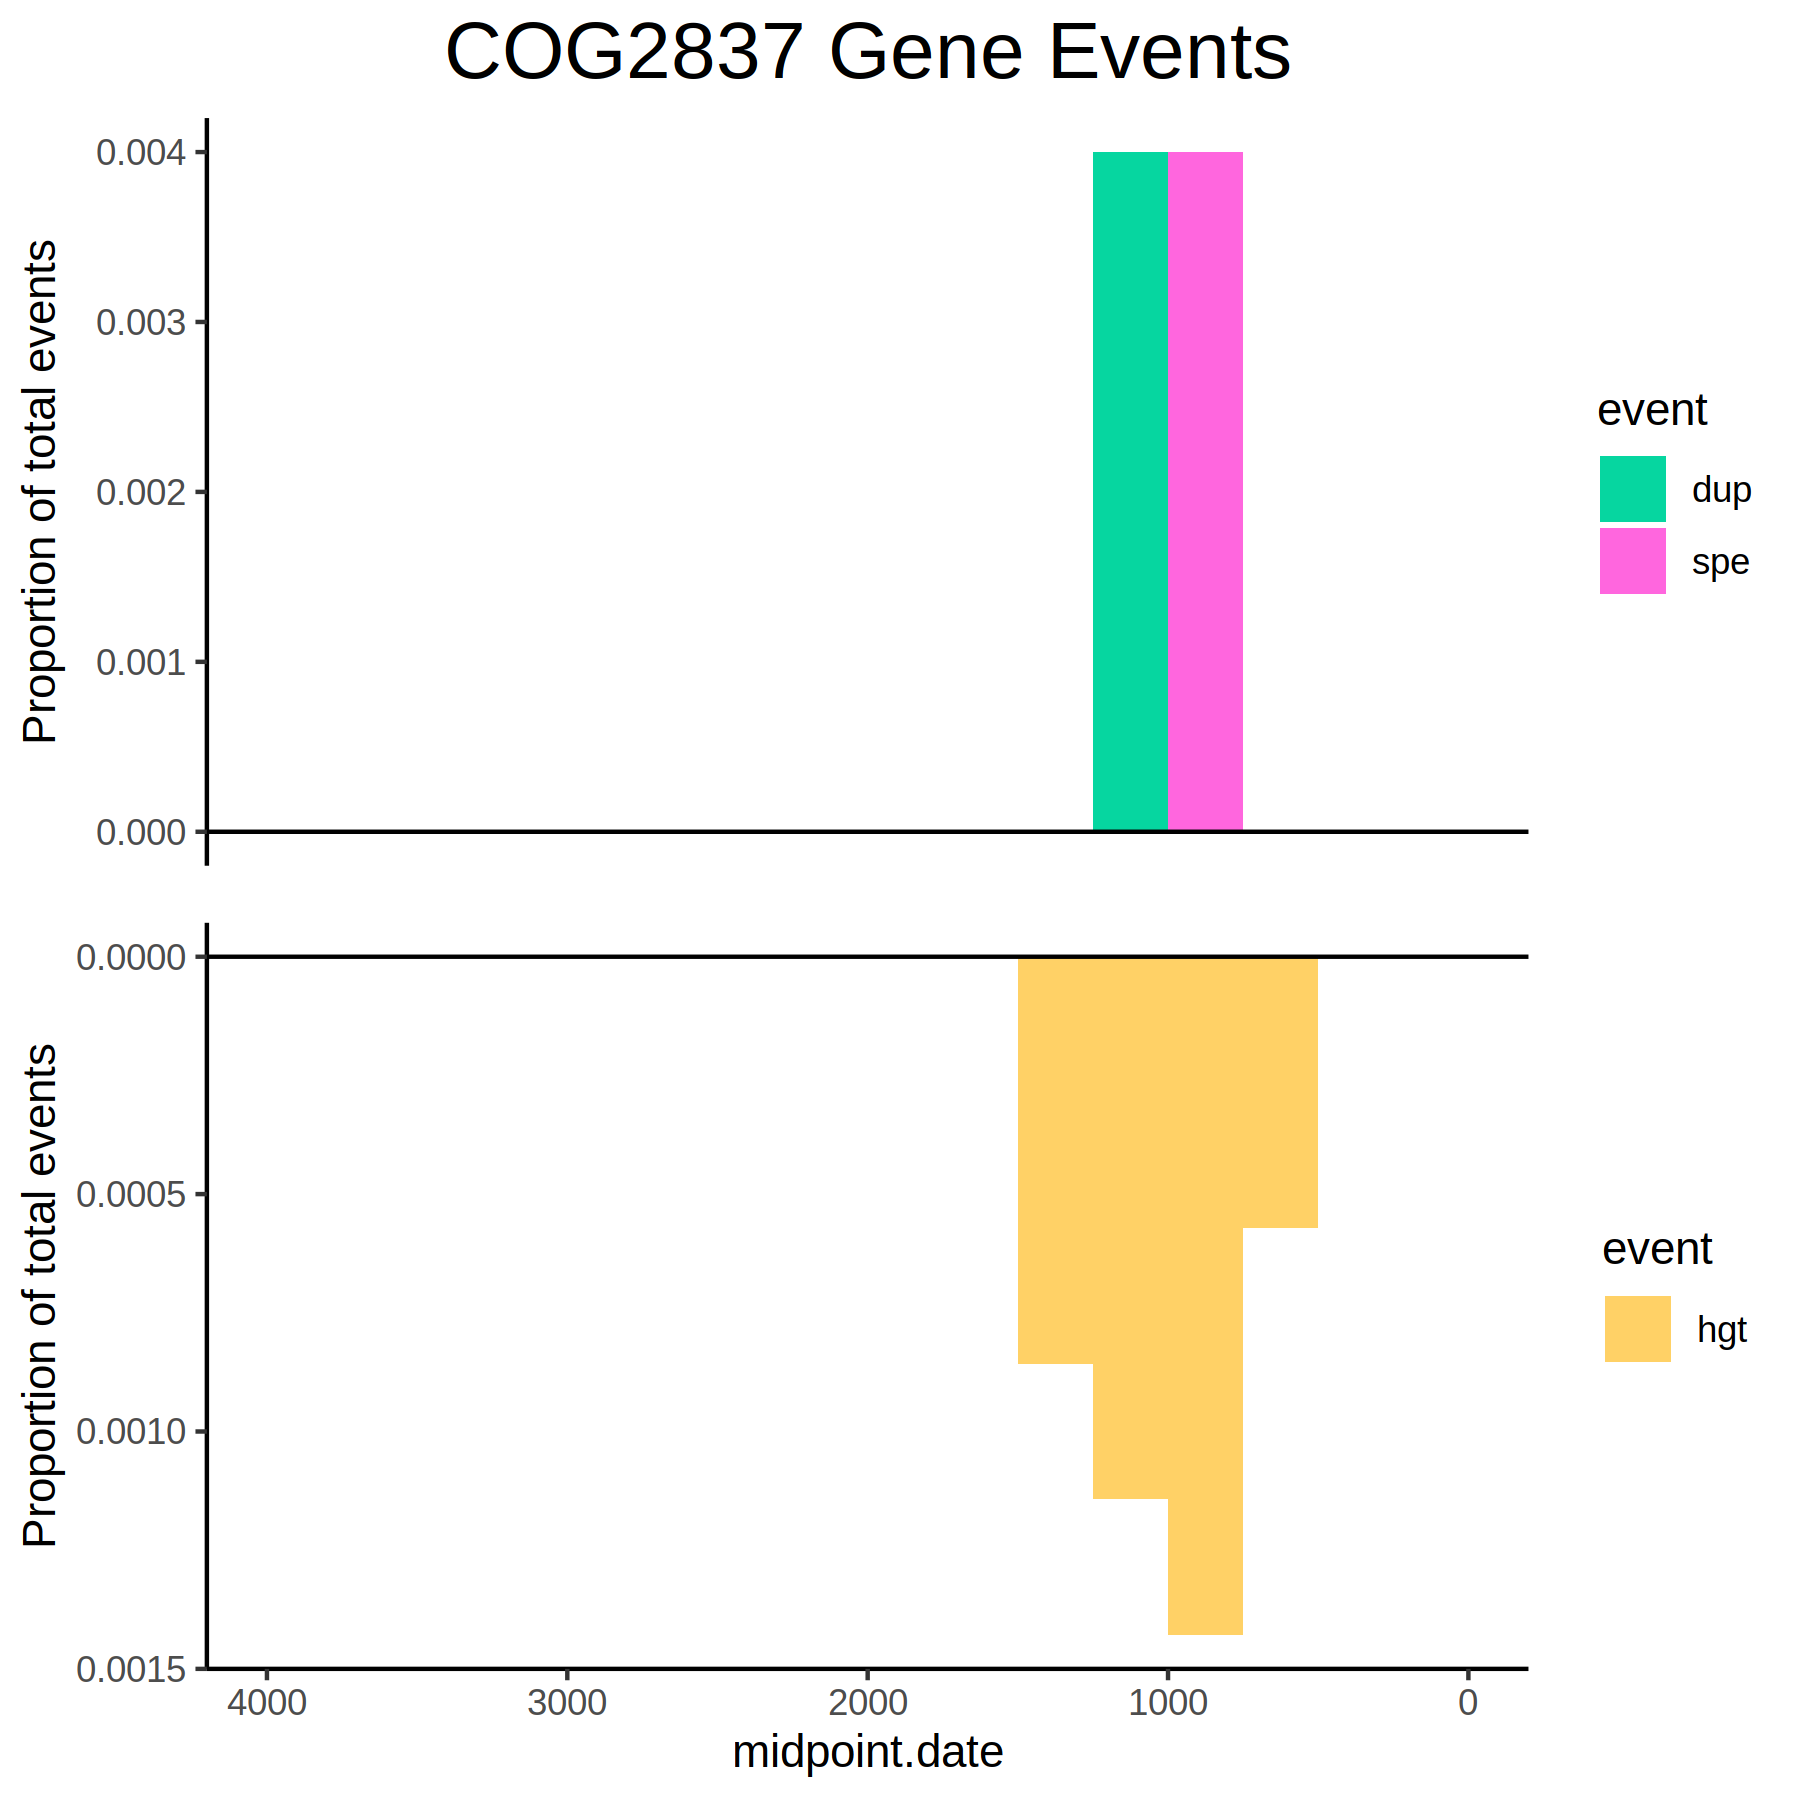 COG2837 Gene Events
Proportion of total events
0.004
0.003
0.002
0.001
0.000
event
dup
spe
Proportion of total events
0.0000
0.0005
0.0010
0.0015
event
hgt
4000 3000 2000 1000 0
midpoint.date